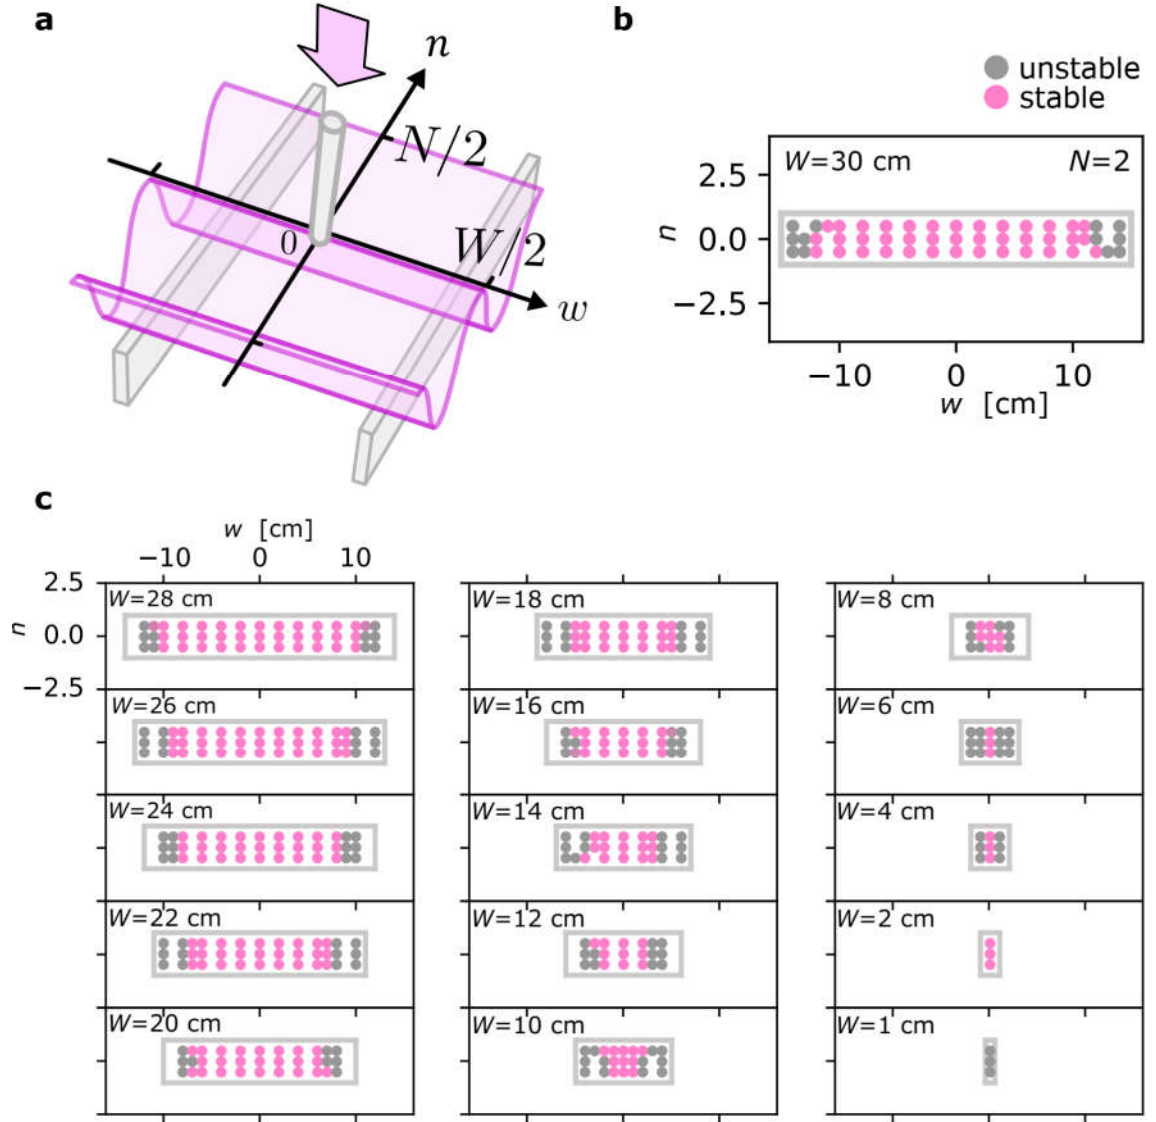 a
n
N/2
0
W/2
w
b
unstable
stable
W=30 cm N=2
2.5
n 0.0
−2.5
−10 0 10
w [cm]
c
w [cm]
−10 0 10
2.5
n 0.0
−2.5
W=28 cm
W=26 cm
W=24 cm
W=22 cm
W=20 cm
W=18 cm
W=16 cm
W=14 cm
W=12 cm
W=10 cm
W=8 cm
W=6 cm
W=4 cm
W=2 cm
W=1 cm